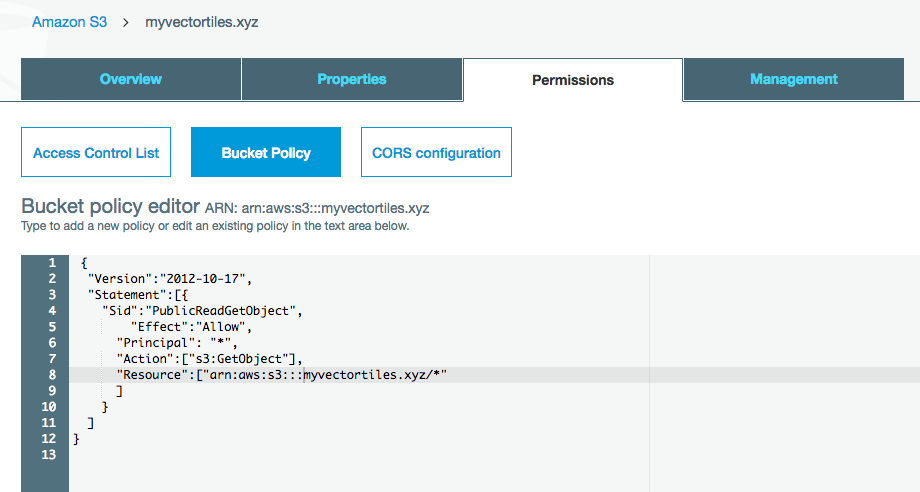 Amazon S3 > myvectortiles.xyz
Overview Properties Permissions Management
Access Control List Bucket Policy CORS configuration
Bucket policy editor ARN: arn:aws:s3:::myvectortiles.xyz
Type to add a new policy or edit an existing policy in the text area below.
1 {
2 "Version":"2012-10-17",
3 "Statement":[{
4 "Sid":"PublicReadGetObject",
5 "Effect":"Allow",
6 "Principal": "*",
7 "Action":["s3:GetObject"],
8 "Resource":["arn:aws:s3:::myvectortiles.xyz/*"
9 ]
10 }
11 ]
12 }
13